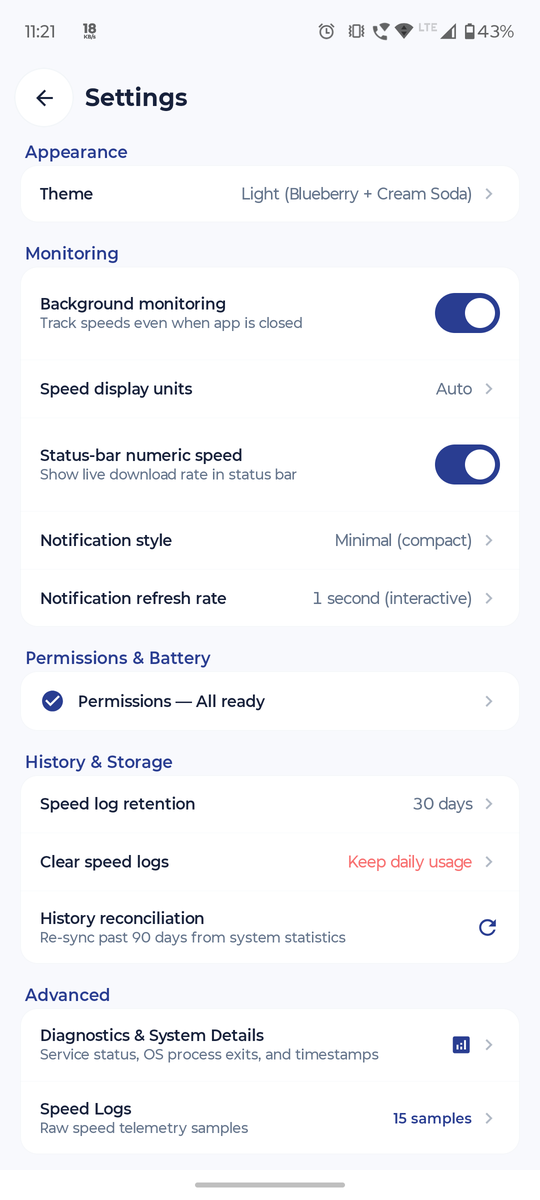 11:21
18
KB/s
LTE
43%
Settings
Appearance
Theme
Light (Blueberry + Cream Soda)
Monitoring
Background monitoring
Track speeds even when app is closed
Speed display units
Auto
Status-bar numeric speed
Show live download rate in status bar
Notification style
Minimal (compact)
Notification refresh rate
1 second (interactive)
Permissions & Battery
Permissions — All ready
History & Storage
Speed log retention
30 days
Clear speed logs
Keep daily usage
History reconciliation
Re-sync past 90 days from system statistics
Advanced
Diagnostics & System Details
Service status, OS process exits, and timestamps
Speed Logs
15 samples
Raw speed telemetry samples